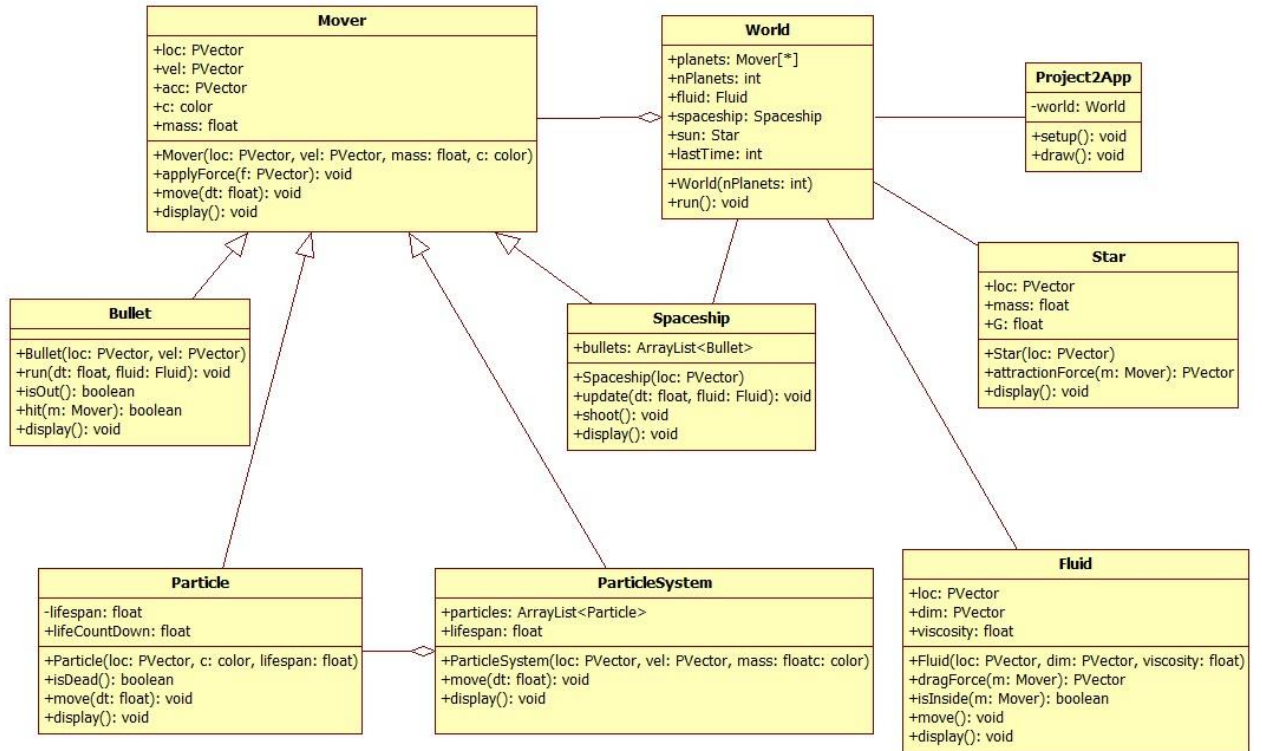 Mover
+loc: PVector
+vel: PVector
+acc: PVector
+c: color
+mass: float
+Mover(loc: PVector, vel: PVector, mass: float, c: color)
+applyForce(f: PVector): void
+move(dt: float): void
+display(): void
World
+planets: Mover[*]
+nPlanets: int
+fluid: Fluid
+spaceship: Spaceship
+sun: Star
+lastTime: int
+World(nPlanets: int)
+run(): void
Project2App
-world: World
+setup(): void
+draw(): void
Bullet
+Bullet(loc: PVector, vel: PVector)
+run(dt: float, fluid: Fluid): void
+isOut(): boolean
+hit(m: Mover): boolean
+display(): void
Spaceship
+bullets: ArrayList<Bullet>
+Spaceship(loc: PVector)
+update(dt: float, fluid: Fluid): void
+shoot(): void
+display(): void
Star
+loc: PVector
+mass: float
+G: float
+Star(loc: PVector)
+attractionForce(m: Mover): PVector
+display(): void
Particle
-lifespan: float
+lifeCountDown: float
+Particle(loc: PVector, c: color, lifespan: float)
+isDead(): boolean
+move(dt: float): void
+display(): void
ParticleSystem
+particles: ArrayList<Particle>
+lifespan: float
+ParticleSystem(loc: PVector, vel: PVector, mass: floatc: color)
+move(dt: float): void
+display(): void
Fluid
+loc: PVector
+dim: PVector
+viscosity: float
+Fluid(loc: PVector, dim: PVector, viscosity: float)
+dragForce(m: Mover): PVector
+isInside(m: Mover): boolean
+move(): void
+display(): void